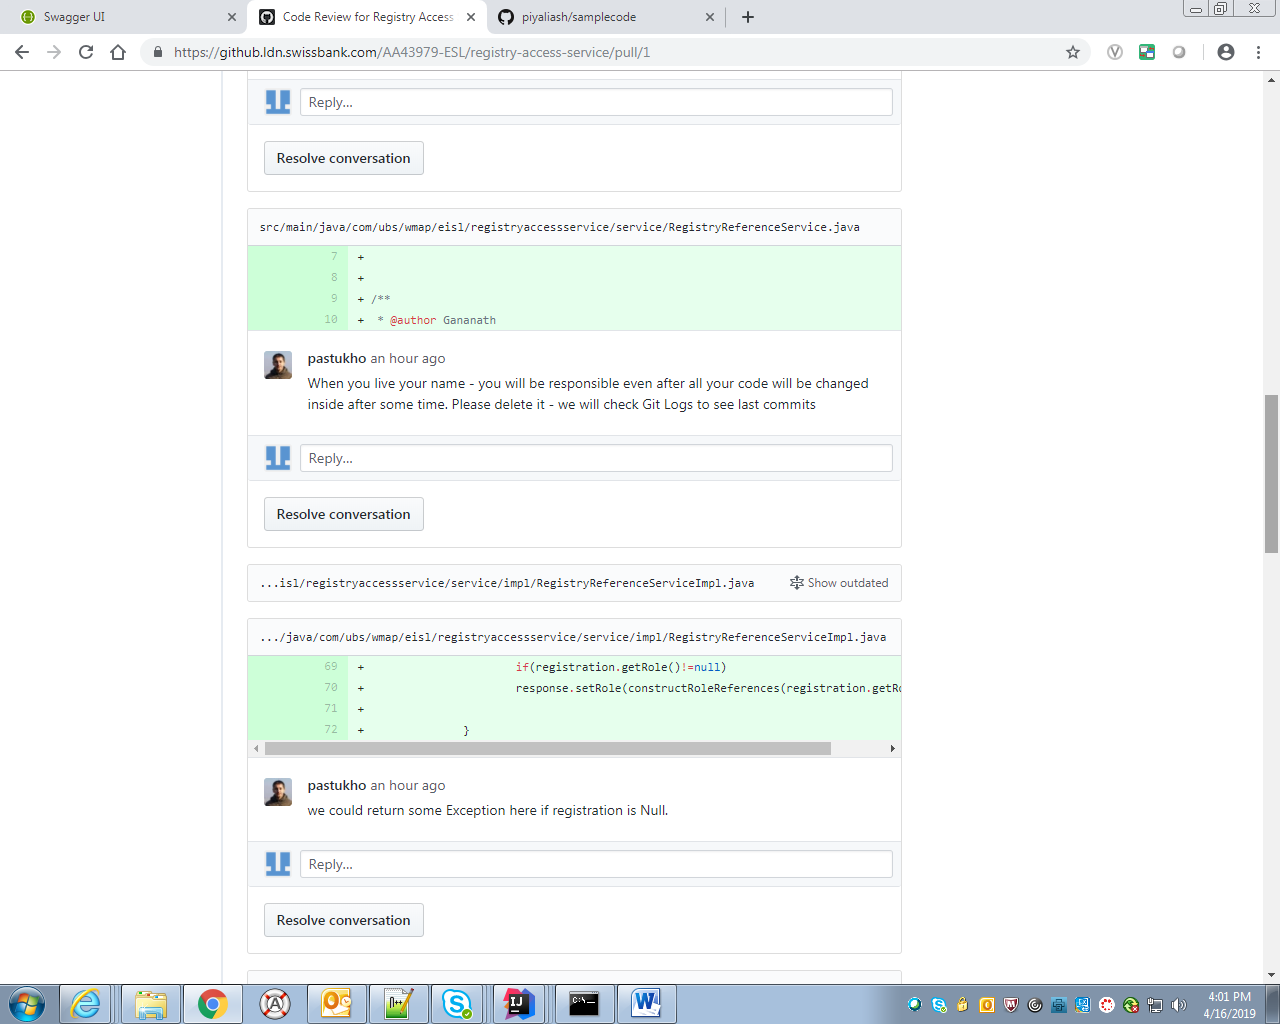 Swagger UI
Code Review for Registry Access
piyaliash/samplecode
https://github.ldn.swissbank.com/AA43979-ESL/registry-access-service/pull/1
Reply...
Resolve conversation
src/main/java/com/ubs/wmap/eisl/registryaccessservice/service/RegistryReferenceService.java
7 +
8 +
9 + /**
10 + * @author Gananath
pastukho an hour ago
When you live your name - you will be responsible even after all your code will be changed
inside after some time. Please delete it - we will check Git Logs to see last commits
Reply...
Resolve conversation
...isl/registryaccessservice/service/impl/RegistryReferenceServiceImpl.java Show outdated
.../java/com/ubs/wmap/eisl/registryaccessservice/service/impl/RegistryReferenceServiceImpl.java
69 + if(registration.getRole()!=null)
70 + response.setRole(constructRoleReferences(registration.getRo
71 +
72 + }
pastukho an hour ago
we could return some Exception here if registration is Null.
Reply...
Resolve conversation
4:01 PM
4/16/2019